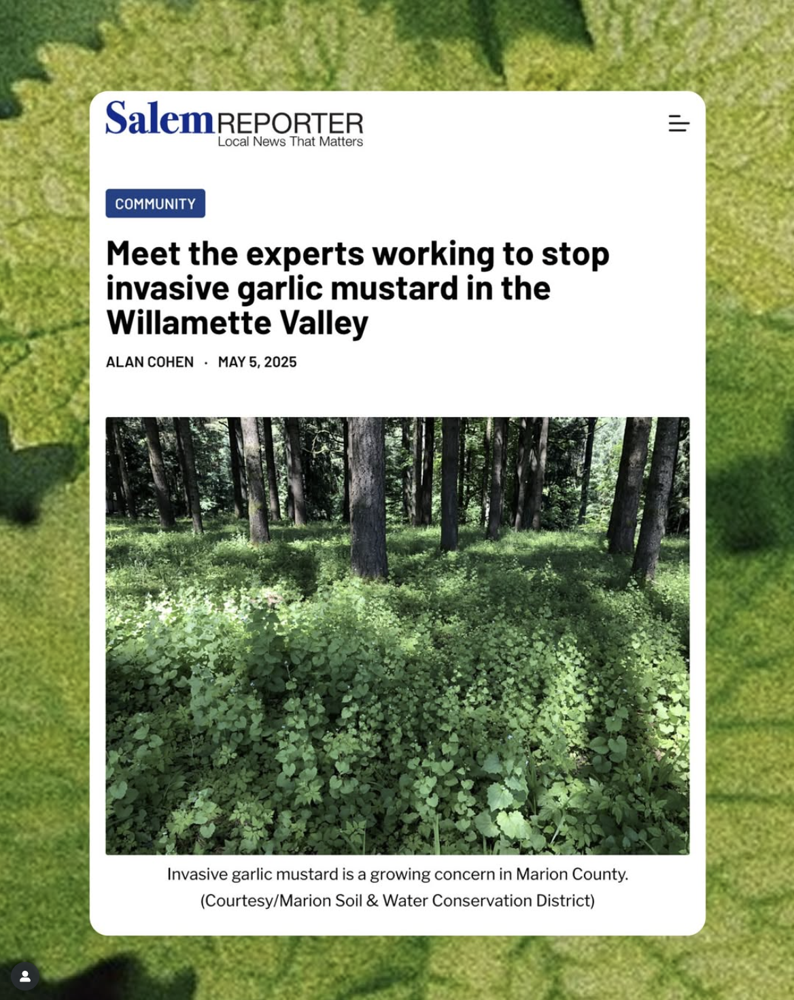 Salem REPORTER
Local News That Matters
COMMUNITY
Meet the experts working to stop
invasive garlic mustard in the
Willamette Valley
ALAN COHEN · MAY 5, 2025
Invasive garlic mustard is a growing concern in Marion County.
(Courtesy/Marion Soil & Water Conservation District)